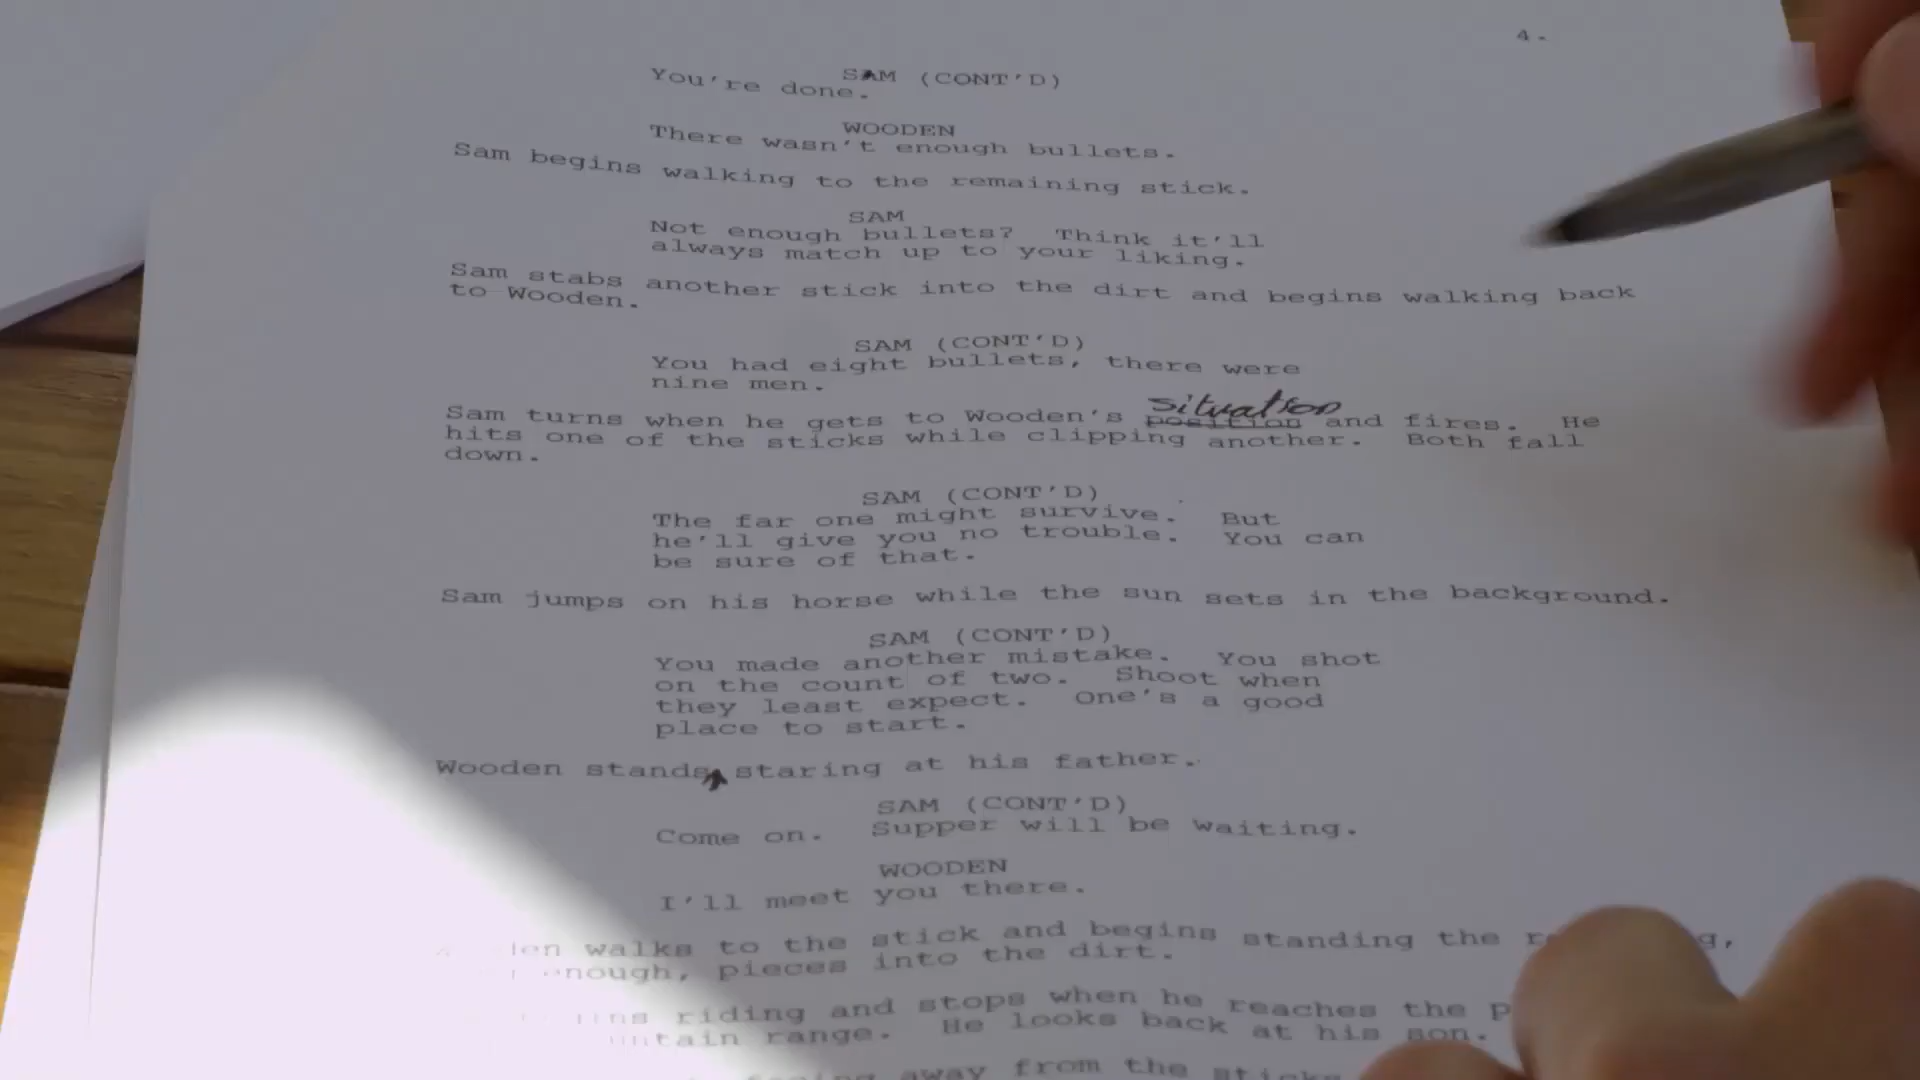 4.
SAM (CONT'D)
You're done.
WOODEN
There wasn't enough bullets.
Sam begins walking to the remaining stick.
SAM
Not enough bullets? Think it'll
always match up to your liking.
Sam stabs another stick into the dirt and begins walking back
to Wooden.
SAM (CONT'D)
You had eight bullets, there were
nine men.
situation
Sam turns when he gets to Wooden's position and fires. He
hits one of the sticks while clipping another. Both fall
down.
SAM (CONT'D)
The far one might survive. But
he'll give you no trouble. You can
be sure of that.
Sam jumps on his horse while the sun sets in the background.
SAM (CONT'D)
You made another mistake. You shot
on the count of two. Shoot when
they least expect. One's a good
place to start.
Wooden stands staring at his father.
SAM (CONT'D)
Come on. Supper will be waiting.
WOODEN
I'll meet you there.
walks to the stick and begins standing the
enough, pieces into the dirt.
riding and stops when he reaches the
range. He looks back at his son.
away from the sticks